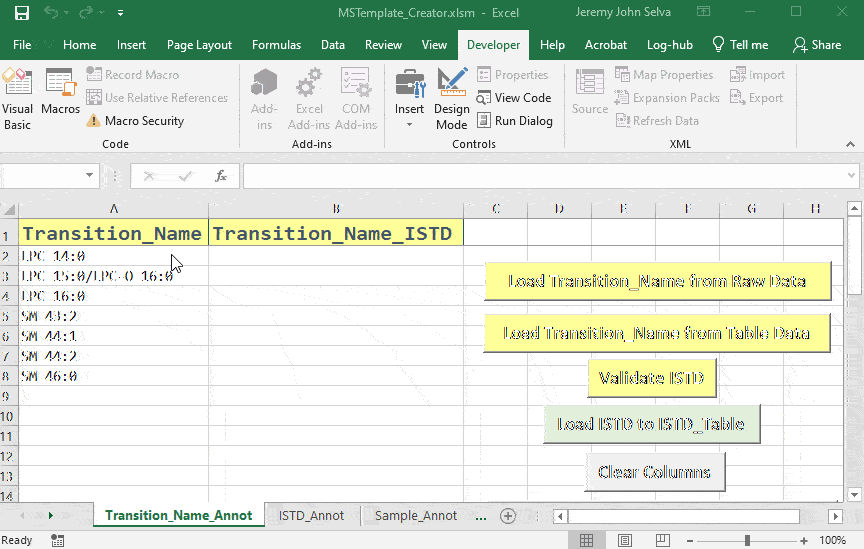 MSTemplate_Creator.xlsm - Excel Jeremy John Selva
File Home Insert Page Layout Formulas Data Review View Developer Help Acrobat Log-hub Tell me Share
Visual Basic
Macros
Record Macro
Use Relative References
Macro Security
Code
Add-ins
Excel Add-ins
COM Add-ins
Add-ins
Insert
Design Mode
Properties
View Code
Run Dialog
Controls
Source
Map Properties
Expansion Packs
Refresh Data
Import
Export
XML
fx
A B C D E F G H
1 Transition_Name Transition_Name_ISTD
2 LPC 14:0
3 LPC 15:0/LPC-O 16:0
4 LPC 16:0
5 SM 43:2
6 SM 44:1
7 SM 44:2
8 SM 46:0
9
10
11
12
13
14
Load Transition_Name from Raw Data
Load Transition_Name from Table Data
Validate ISTD
Load ISTD to ISTD_Table
Clear Columns
Transition_Name_Annot ISTD_Annot Sample_Annot ...
Ready 100%